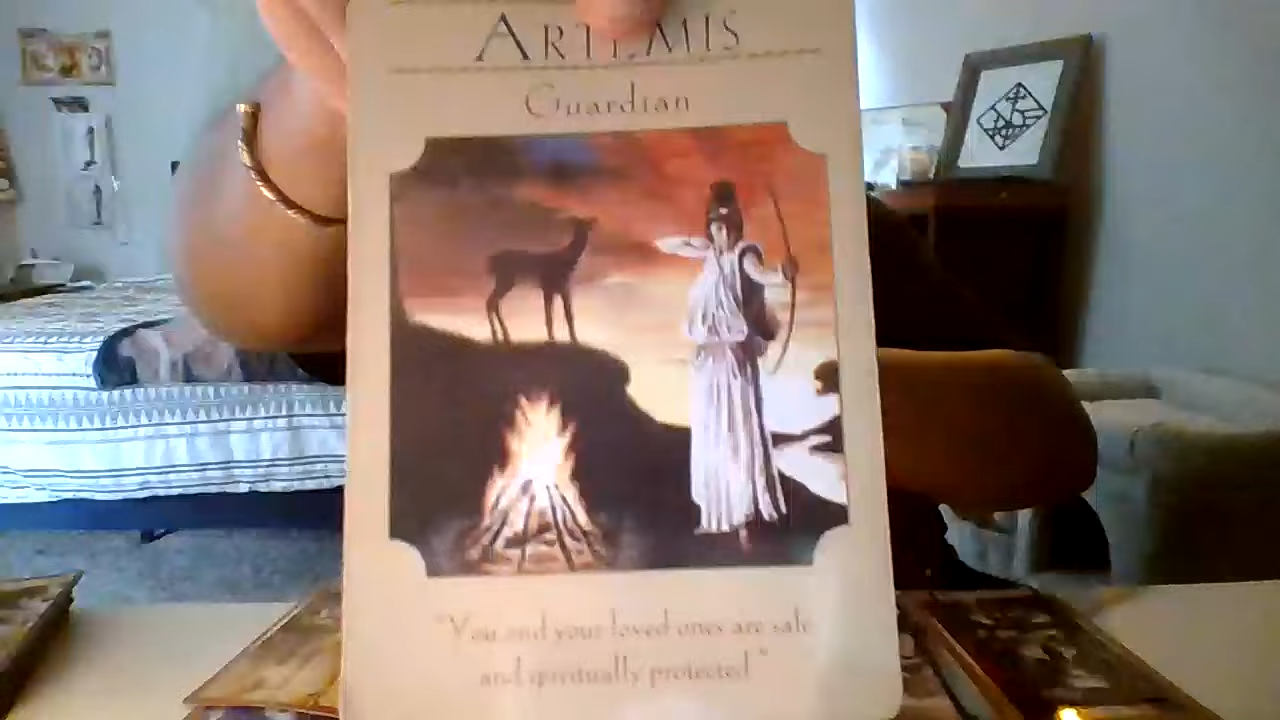 ARTEMIS
Guardian
"You and your loved ones are safe
and spiritually protected."